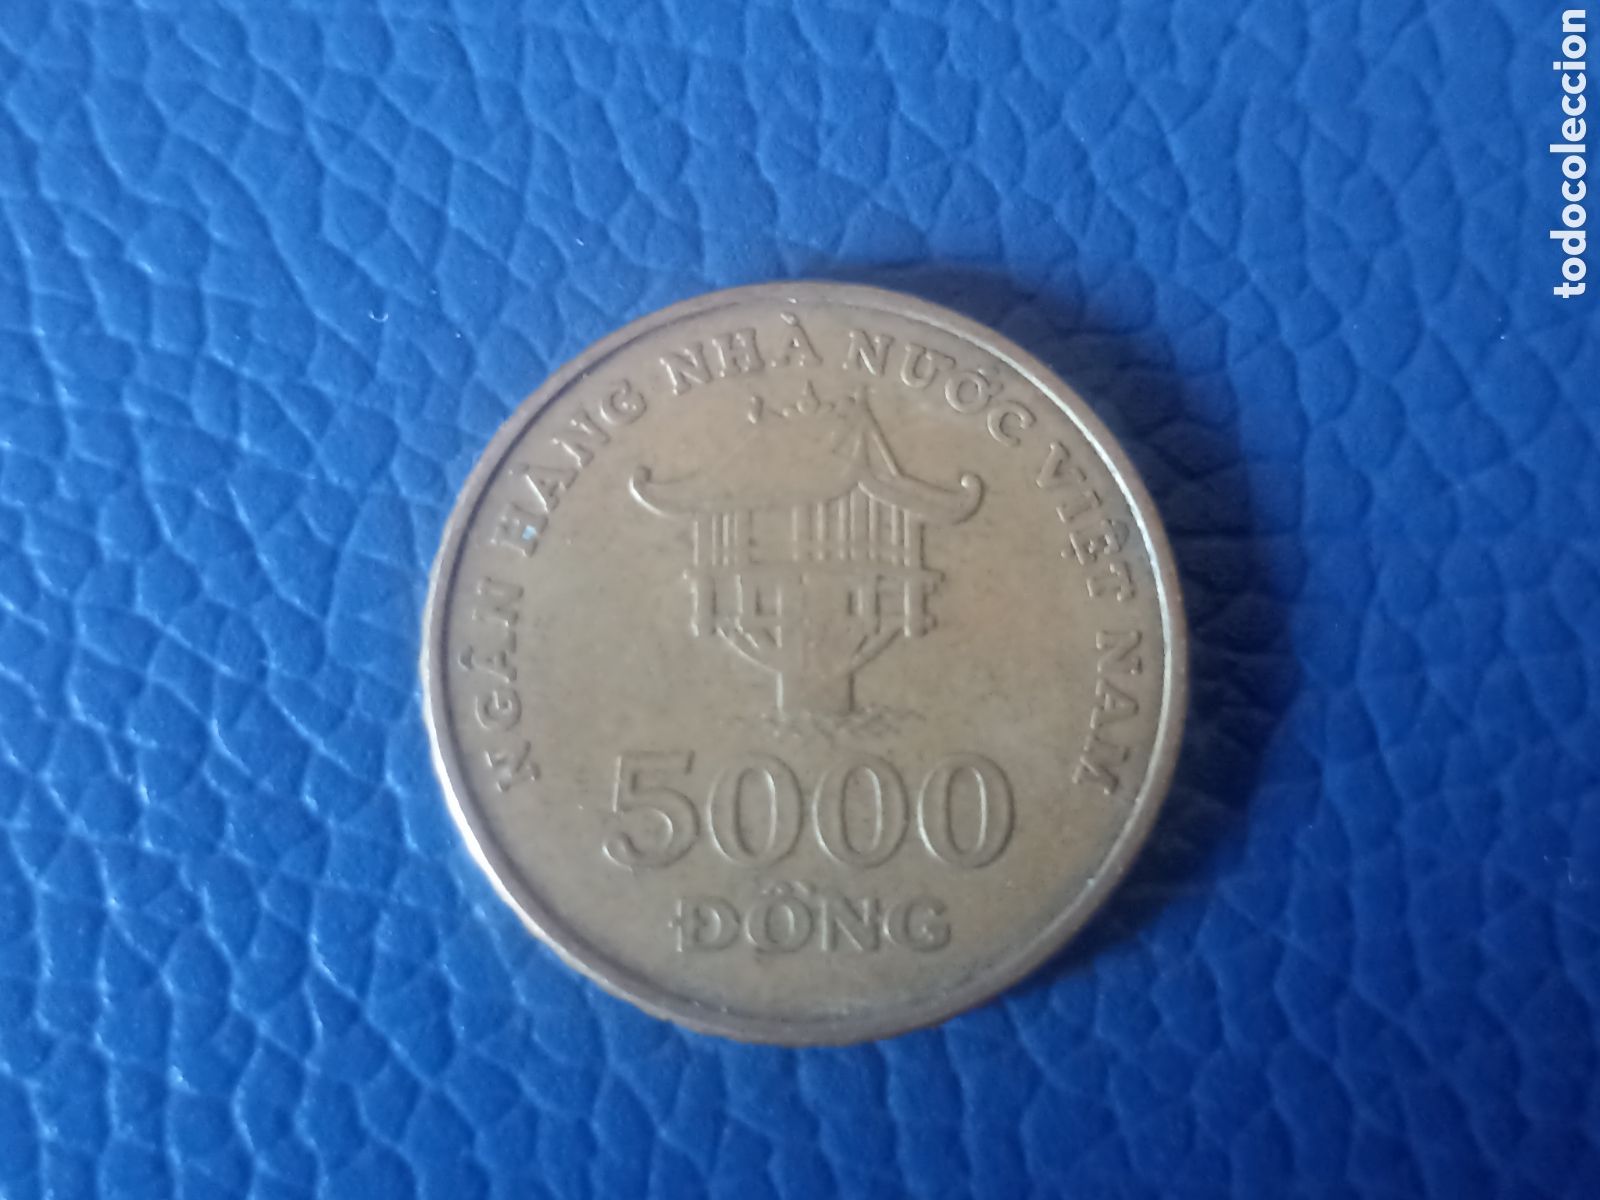 NGÂN HÀNG NHÀ NƯỚC VIỆT NAM
5000
ĐỒNG
todocoleccion